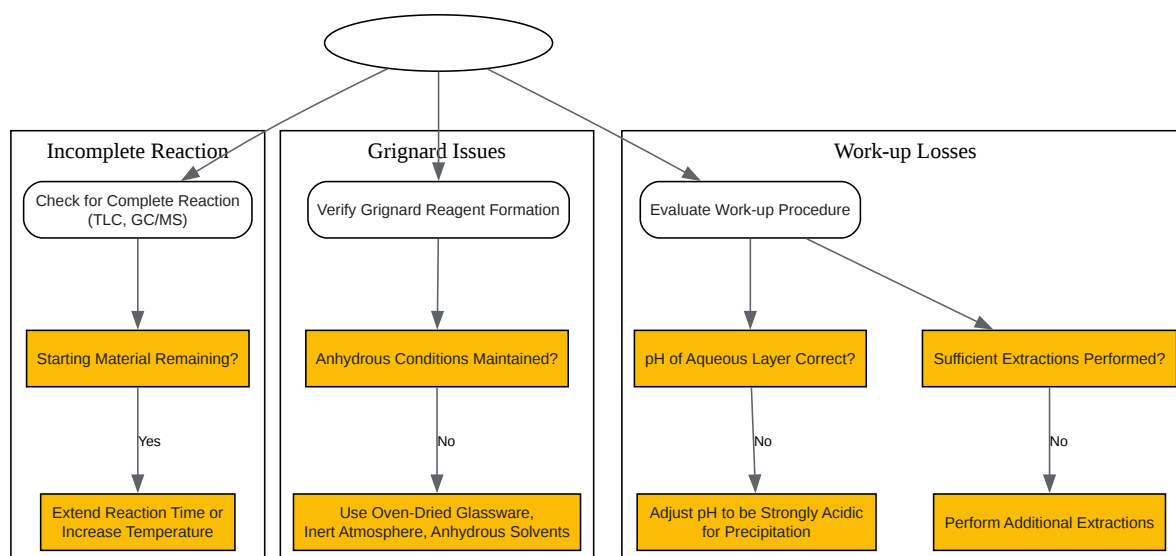 Incomplete Reaction
Grignard Issues
Work-up Losses
Check for Complete Reaction
(TLC, GC/MS)
Verify Grignard Reagent Formation
Evaluate Work-up Procedure
Starting Material Remaining?
Anhydrous Conditions Maintained?
pH of Aqueous Layer Correct?
Sufficient Extractions Performed?
Yes
No
No
No
Extend Reaction Time or
Increase Temperature
Use Oven-Dried Glassware,
Inert Atmosphere, Anhydrous Solvents
Adjust pH to be Strongly Acidic
for Precipitation
Perform Additional Extractions